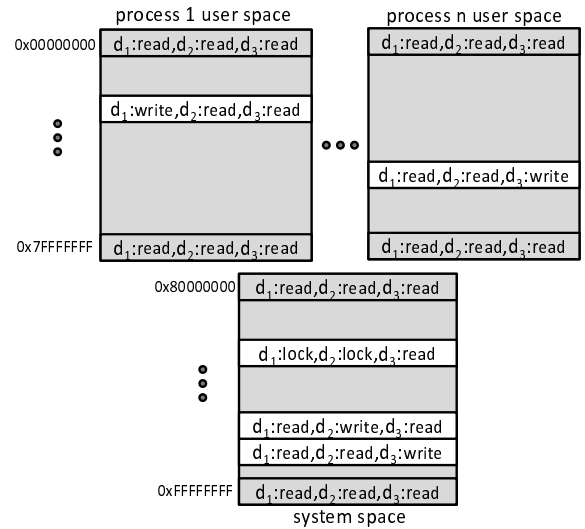 process 1 user space
process n user space
0x00000000
d₁:read,d₂:read,d₃:read
d₁:read,d₂:read,d₃:read
d₁:write,d₂:read,d₃:read
d₁:read,d₂:read,d₃:write
0x7FFFFFFF
d₁:read,d₂:read,d₃:read
d₁:read,d₂:read,d₃:read
0x80000000
d₁:read,d₂:read,d₃:read
d₁:lock,d₂:lock,d₃:read
d₁:read,d₂:write,d₃:read
d₁:read,d₂:read,d₃:write
0xFFFFFFFF
d₁:read,d₂:read,d₃:read
system space